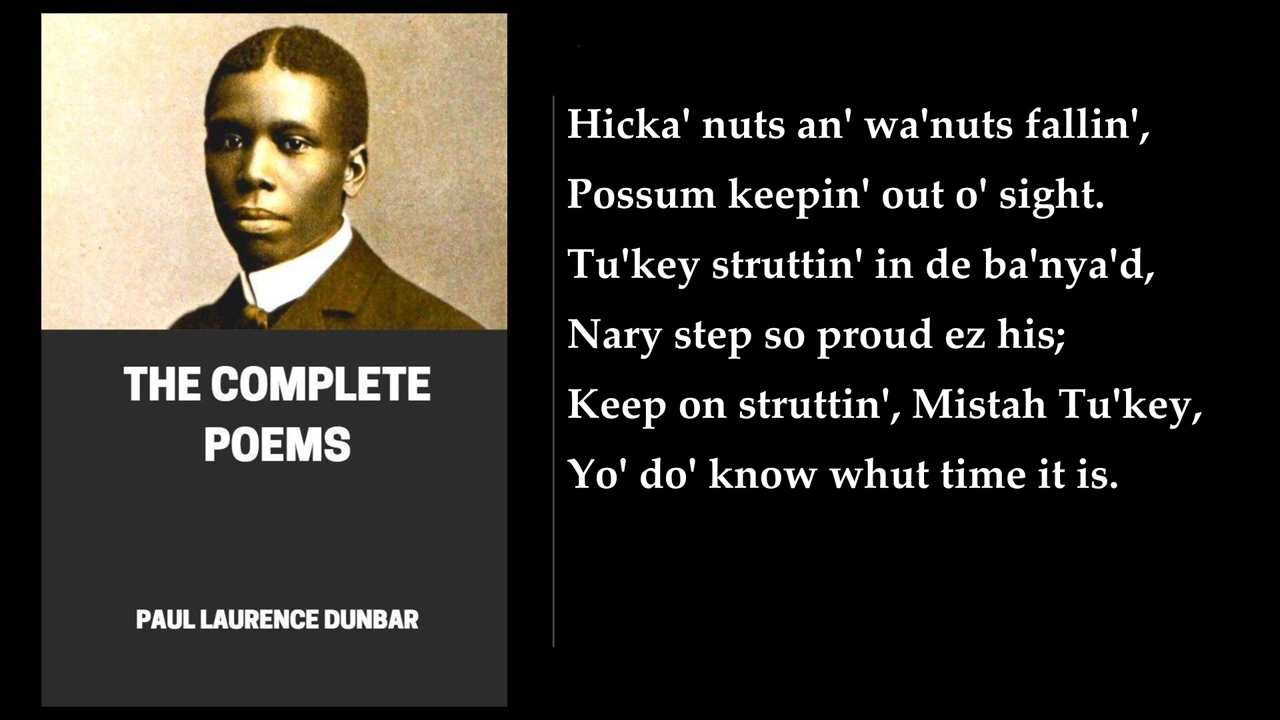 THE COMPLETE
POEMS
PAUL LAURENCE DUNBAR
Hicka' nuts an' wa'nuts fallin',
Possum keepin' out o' sight.
Tu'key struttin' in de ba'nya'd,
Nary step so proud ez his;
Keep on struttin', Mistah Tu'key,
Yo' do' know whut time it is.